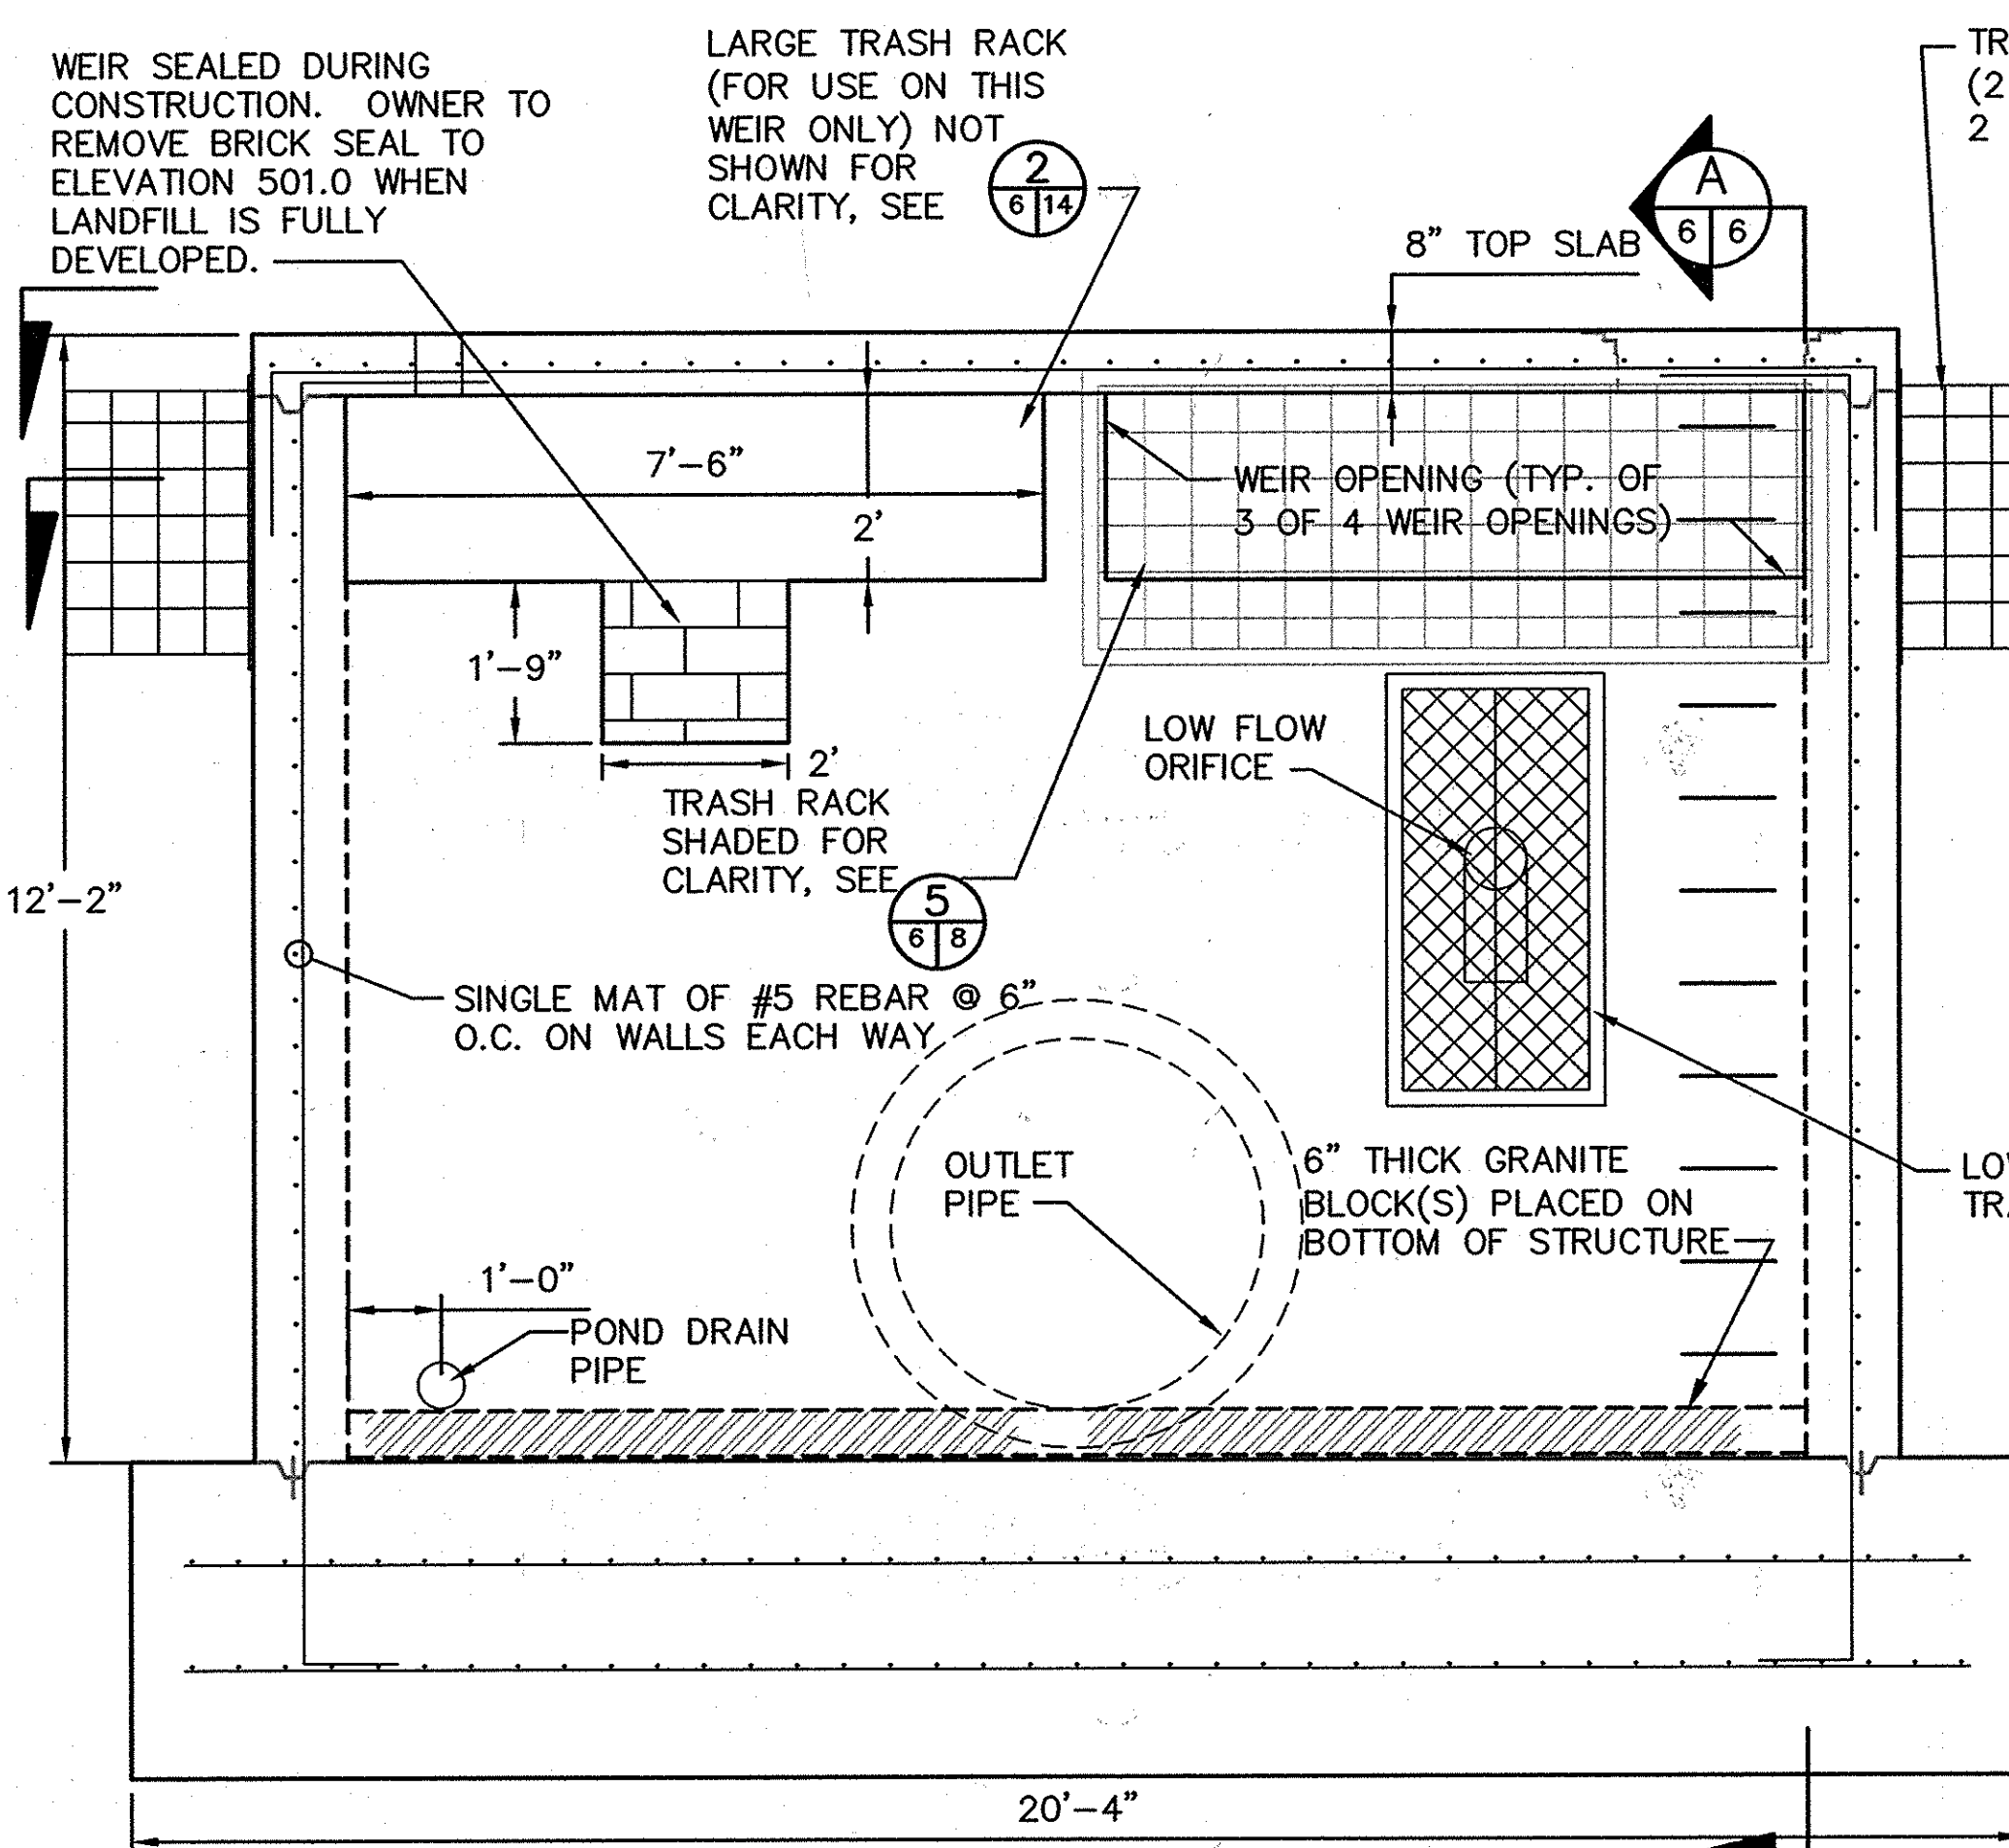 WEIR SEALED DURING
CONSTRUCTION. OWNER TO
REMOVE BRICK SEAL TO
ELEVATION 501.0 WHEN
LANDFILL IS FULLY
DEVELOPED.
LARGE TRASH RACK
(FOR USE ON THIS
WEIR ONLY) NOT
SHOWN FOR
CLARITY, SEE
2
6 14
8” TOP SLAB
A
6 6
TR
(2
2
7’-6”
2’
WEIR OPENING (TYP. OF
3 OF 4 WEIR OPENINGS)
1’-9”
2’
TRASH RACK
SHADED FOR
CLARITY, SEE
5
6 8
LOW FLOW
ORIFICE
12’-2”
SINGLE MAT OF #5 REBAR @ 6”
O.C. ON WALLS EACH WAY
OUTLET
PIPE
6” THICK GRANITE
BLOCK(S) PLACED ON
BOTTOM OF STRUCTURE
LOW
TR
1’-0”
POND DRAIN
PIPE
20’-4”